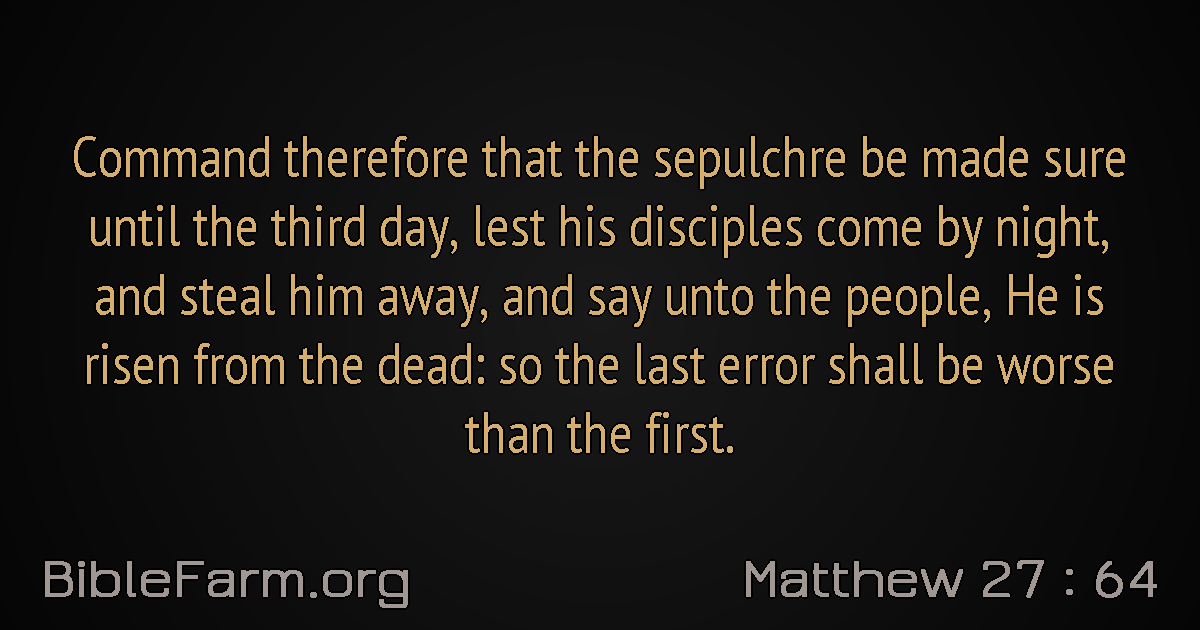 Command therefore that the sepulchre be made sure
until the third day, lest his disciples come by night,
and steal him away, and say unto the people, He is
risen from the dead: so the last error shall be worse
than the first.
BibleFarm.org
Matthew 27 : 64